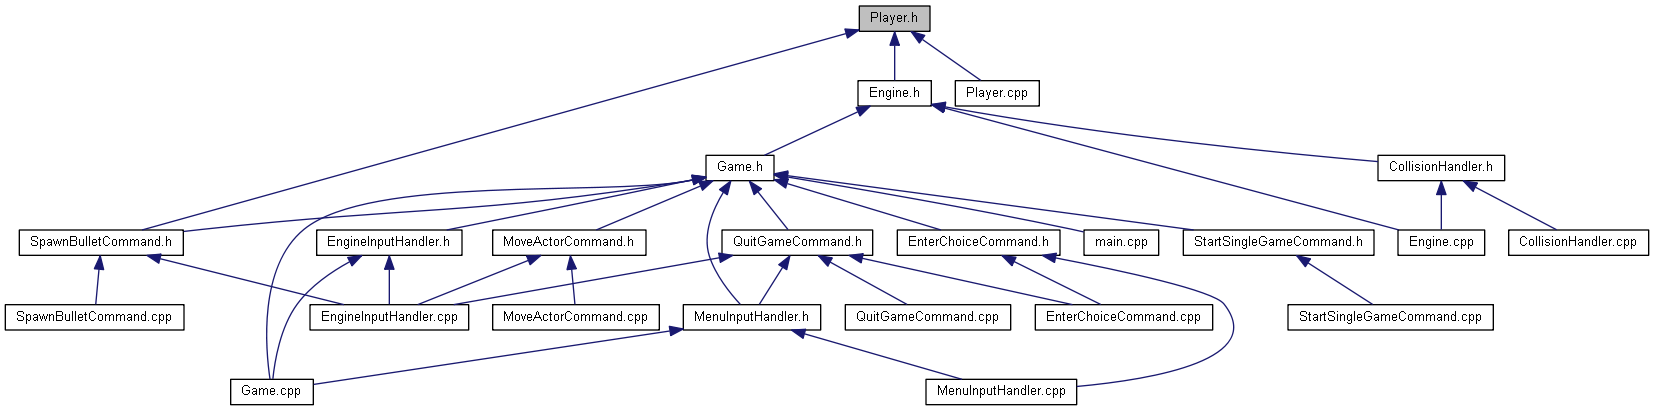 Player.h
Engine.h
Player.cpp
Game.h
CollisionHandler.h
SpawnBulletCommand.h
EngineInputHandler.h
MoveActorCommand.h
QuitGameCommand.h
EnterChoiceCommand.h
main.cpp
StartSingleGameCommand.h
Engine.cpp
CollisionHandler.cpp
SpawnBulletCommand.cpp
EngineInputHandler.cpp
MoveActorCommand.cpp
MenuInputHandler.h
QuitGameCommand.cpp
EnterChoiceCommand.cpp
StartSingleGameCommand.cpp
Game.cpp
MenuInputHandler.cpp